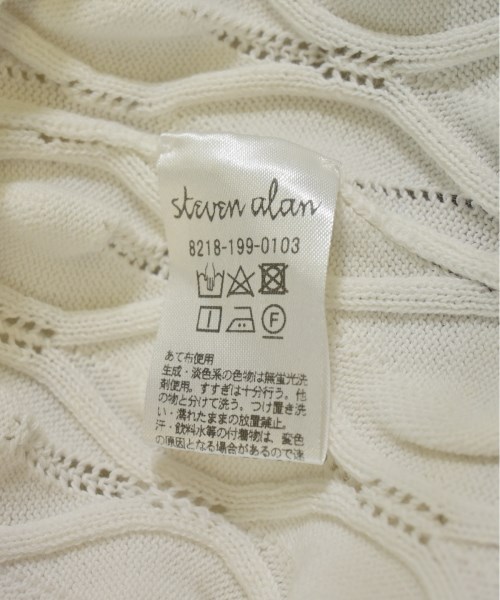 steven alan
8218-199-0103
F
あて布使用
生成・淡色系の色物は無蛍光洗
剤使用。すすぎは十分行う。他
の物と分けて洗う。つけ置き洗
い・濡れたままの放置禁止。
汗・飲料水等の付着物は、変色
の原因となる場合があるので速